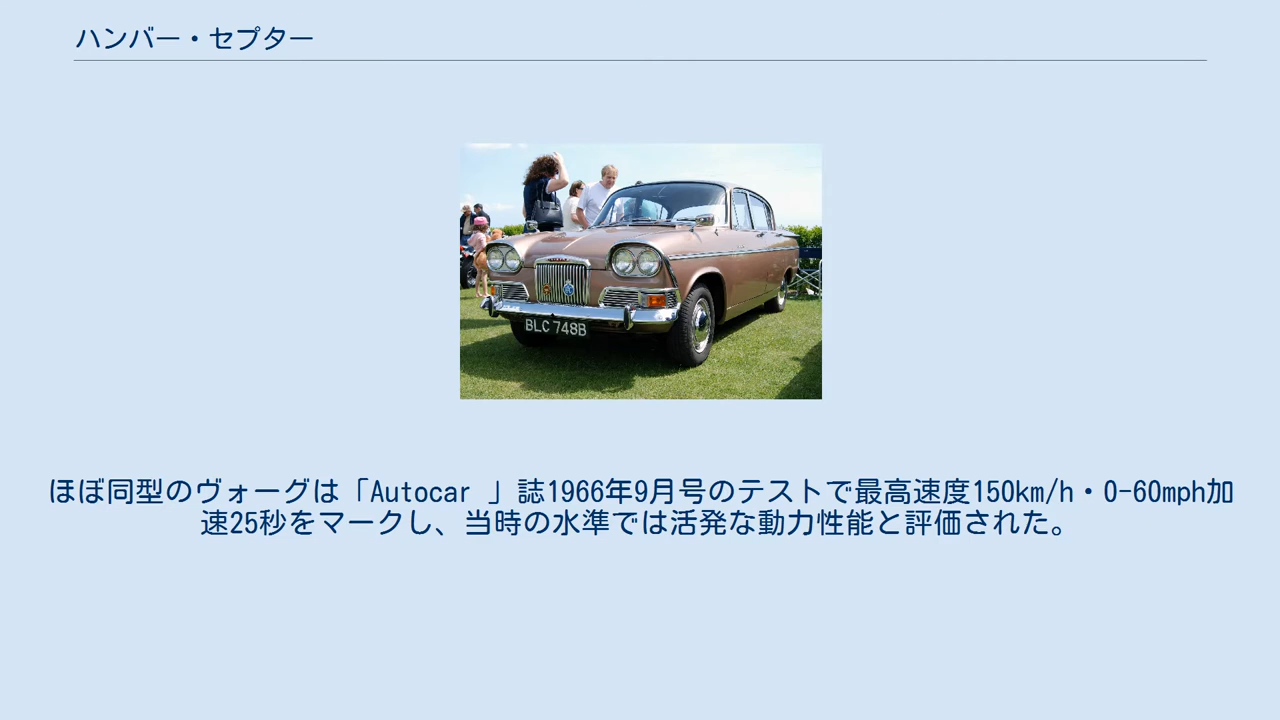 ハンバー・セプター
BLC 748B
ほぼ同型のヴォーグは「Autocar 」誌1966年9月号のテストで最高速度150km/h・0-60mph加
速25秒をマークし、当時の水準では活発な動力性能と評価された。